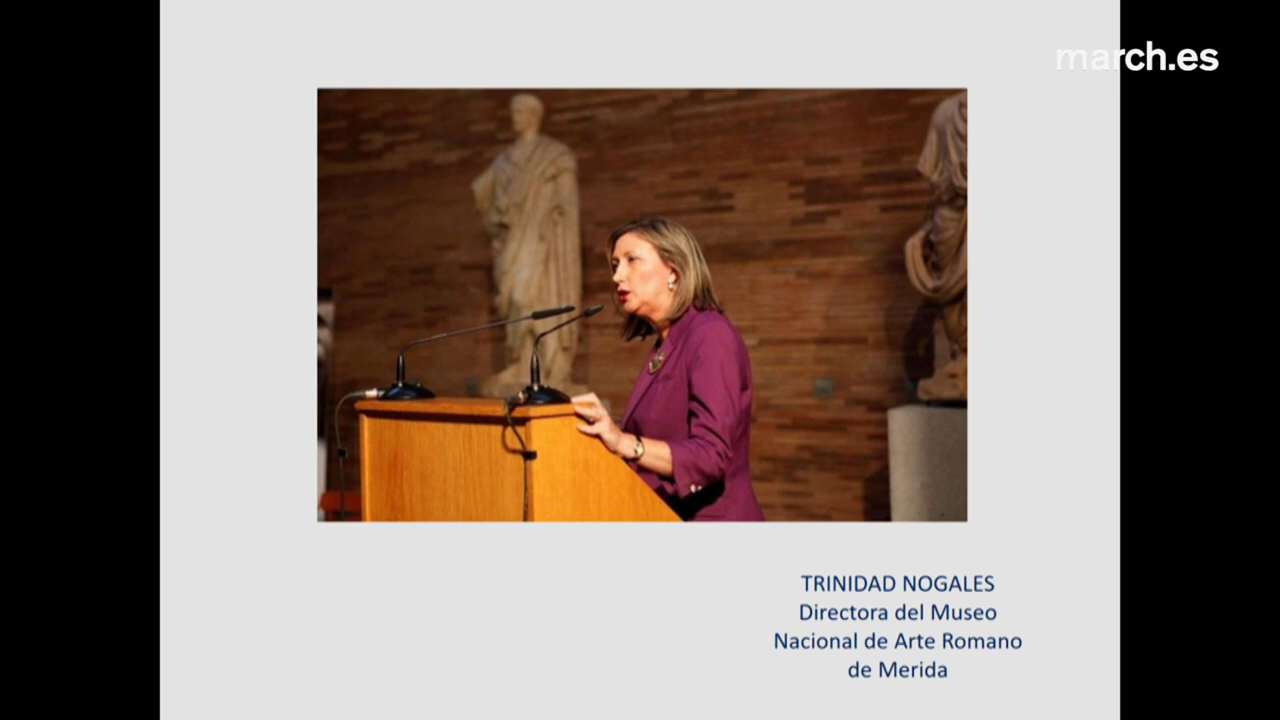 march.es
TRINIDAD NOGALES
Directora del Museo
Nacional de Arte Romano
de Merida